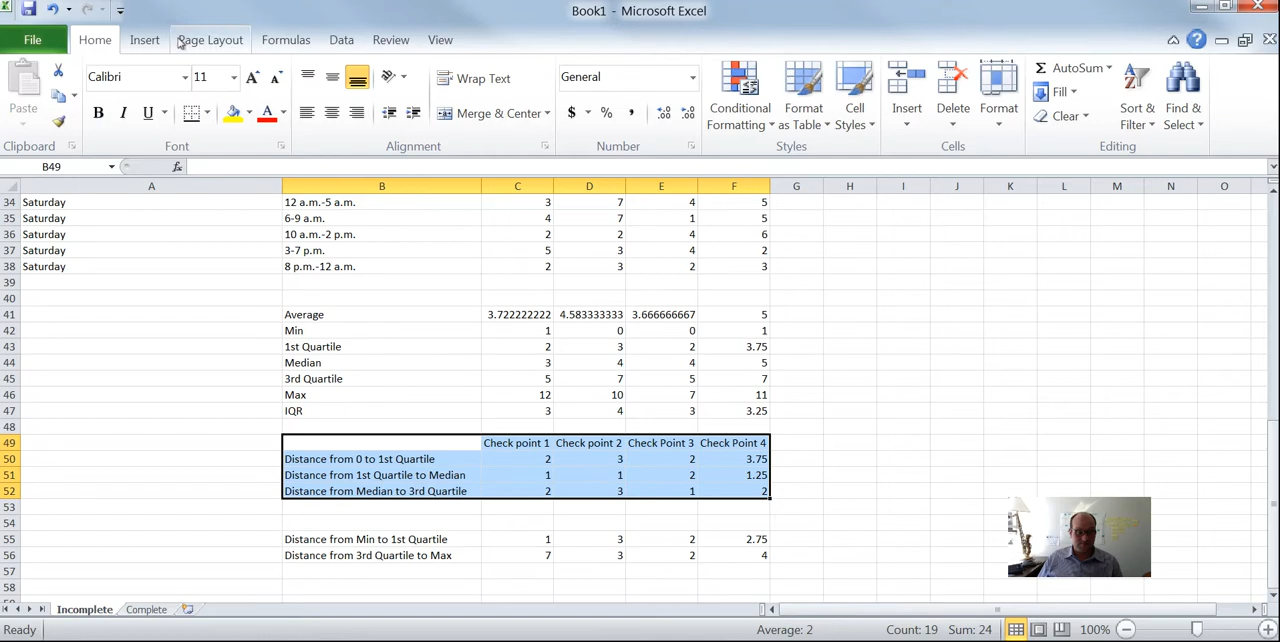 Book1 - Microsoft Excel
File Home Insert Page Layout Formulas Data Review View
Calibri 11 Wrap Text General AutoSum
Paste Conditional Format Cell Insert Delete Format Fill Sort & Find &
B I U Merge & Center $ % , Formatting as Table Styles Clear Filter Select
Clipboard Font Alignment Number Styles Cells Editing
B49 fx
A B C D E F G H I J K L M N O
34 Saturday 12 a.m.-5 a.m. 3 7 4 5
35 Saturday 6-9 a.m. 4 7 1 5
36 Saturday 10 a.m.-2 p.m. 2 2 4 6
37 Saturday 3-7 p.m. 5 3 4 2
38 Saturday 8 p.m.-12 a.m. 2 3 2 3
39
40
41 Average 3.722222222 4.583333333 3.666666667 5
42 Min 1 0 0 1
43 1st Quartile 2 3 2 3.75
44 Median 3 4 4 5
45 3rd Quartile 5 7 5 7
46 Max 12 10 7 11
47 IQR 3 4 3 3.25
48
49 Check point 1 Check point 2 Check Point 3 Check Point 4
50 Distance from 0 to 1st Quartile 2 3 2 3.75
51 Distance from 1st Quartile to Median 1 1 2 1.25
52 Distance from Median to 3rd Quartile 2 3 1 2
53
54
55 Distance from Min to 1st Quartile 1 3 2 2.75
56 Distance from 3rd Quartile to Max 7 3 2 4
57
58
Incomplete Complete
Ready Average: 2 Count: 19 Sum: 24 100%